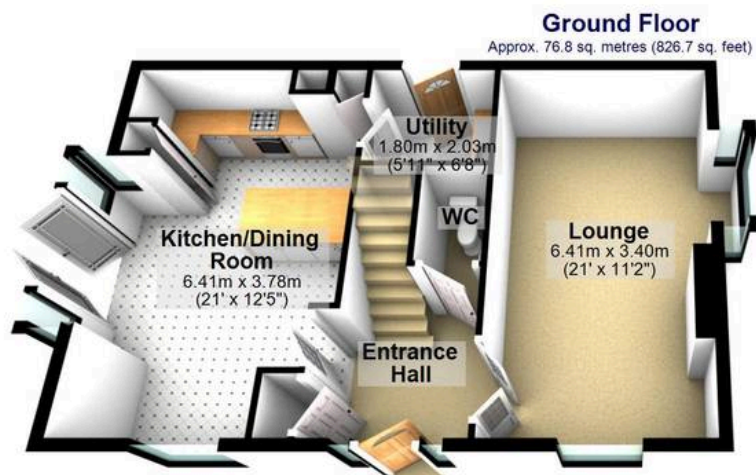 Ground Floor
Approx. 76.8 sq. metres (826.7 sq. feet)
Utility
1.80m x 2.03m
(5'11" x 6'8")
WC
Kitchen/Dining
Room
6.41m x 3.78m
(21' x 12'5")
Lounge
6.41m x 3.40m
(21' x 11'2")
Entrance
Hall